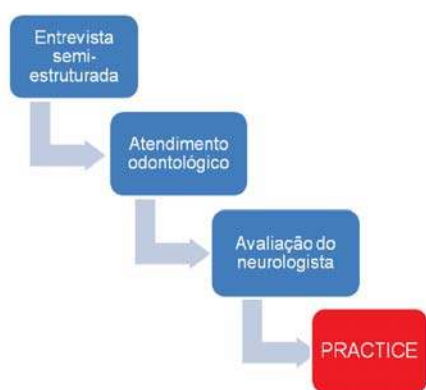 Entrevista
semi-
estruturada
Atendimento
odontológico
Avaliação do
neurologista
PRACTICE